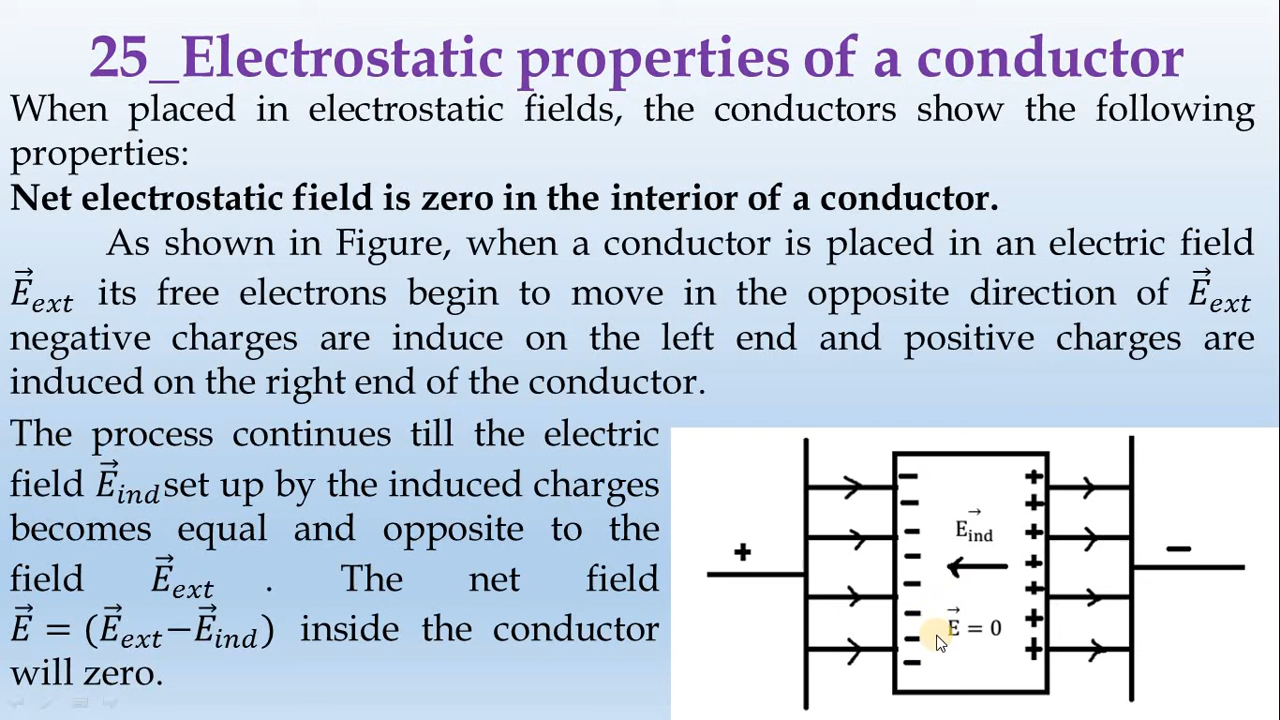 25_Electrostatic properties of a conductor
When placed in electrostatic fields, the conductors show the following
properties:
Net electrostatic field is zero in the interior of a conductor.
As shown in Figure, when a conductor is placed in an electric field
E⃗ₑₓₜ its free electrons begin to move in the opposite direction of E⃗ₑₓₜ
negative charges are induce on the left end and positive charges are
induced on the right end of the conductor.
The process continues till the electric
field E⃗ᵢₙd set up by the induced charges
becomes equal and opposite to the
field E⃗ₑₓₜ . The net field
E⃗ = (E⃗ₑₓₜ−E⃗ᵢₙd) inside the conductor
will zero.
+ − − − − − − − − E⃗ind + + + + + + + −
E⃗ = 0